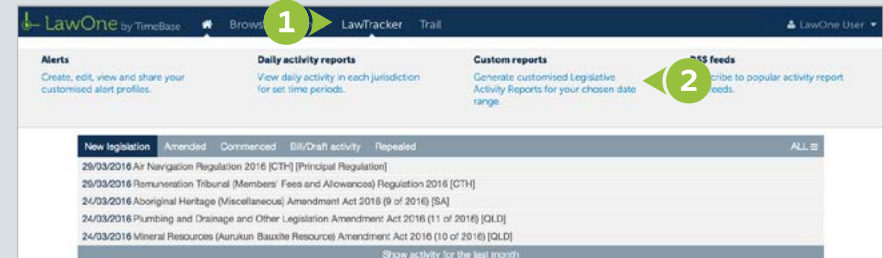 LawOne by TimeBase Brows 1 LawTracker Trail LawOne User
Alerts
Create, edit, view and share your
customised alert profiles.
Daily activity reports
View daily activity in each jurisdiction
for set time periods.
Custom reports
Generate customised Legislative
Activity Reports for your chosen date
range.
2
SS feeds
cribe to popular activity report
eeds.
New legislation Amended Commenced Bill/Draft activity Repealed ALL
29/03/2016 Air Navigation Regulation 2016 [CTH] [Principal Regulation]
29/03/2016 Remuneration Tribunal (Members' Fees and Allowances) Regulation 2016 [CTH]
24/03/2016 Aboriginal Heritage (Miscellaneous) Amendment Act 2016 (9 of 2016) [SA]
24/03/2016 Plumbing and Drainage and Other Legislation Amendment Act 2016 (11 of 2016) [QLD]
24/03/2016 Mineral Resources (Aurukun Bauxite Resource) Amendment Act 2016 (10 of 2016) [QLD]
Show activity for the last month